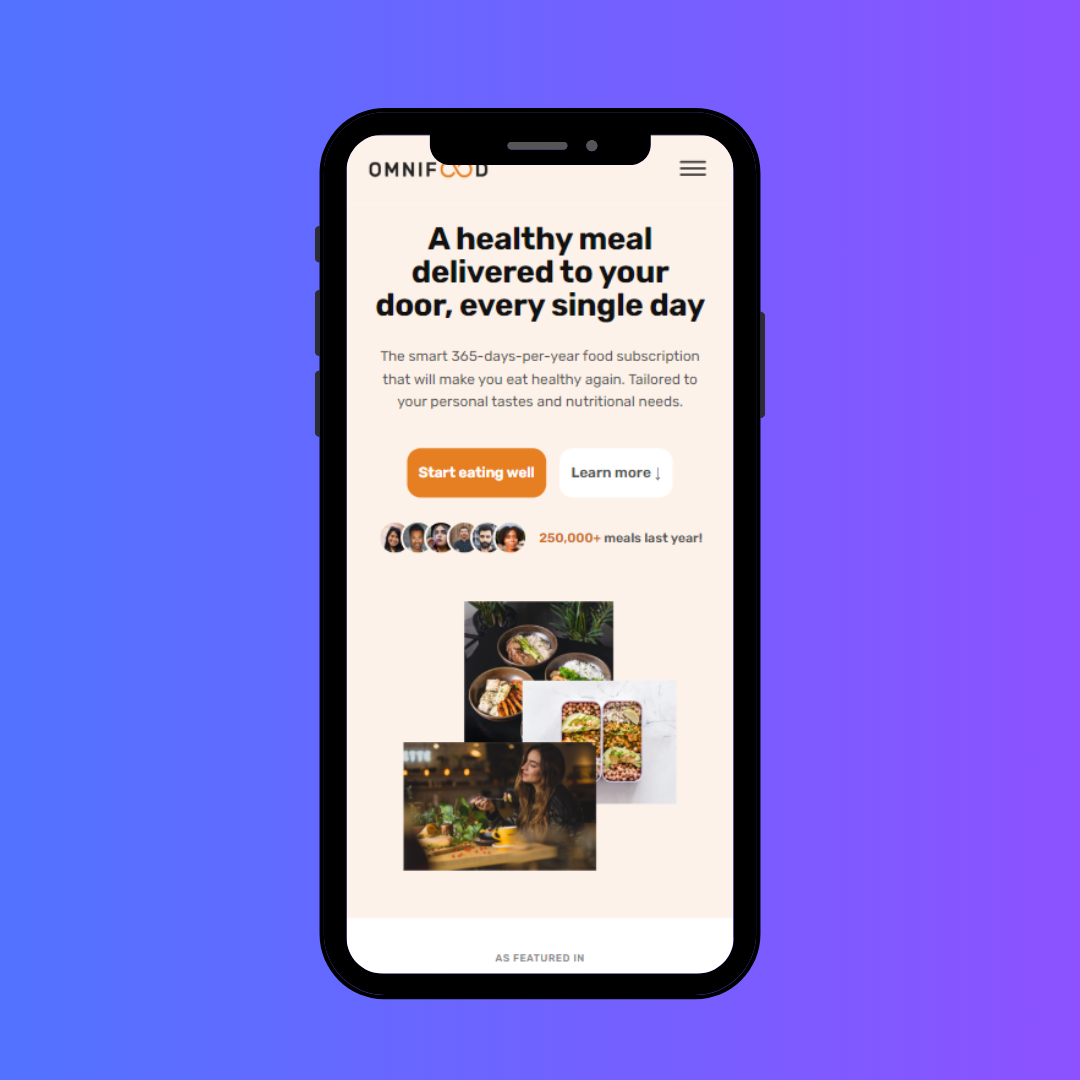 OMNIFOOD
A healthy meal
delivered to your
door, every single day
The smart 365-days-per-year food subscription
that will make you eat healthy again. Tailored to
your personal tastes and nutritional needs.
Start eating well
Learn more ↓
250,000+ meals last year!
AS FEATURED IN